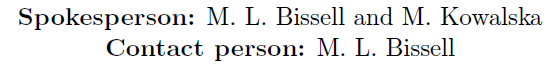 Spokesperson: M. L. Bissell and M. Kowalska
Contact person: M. L. Bissell